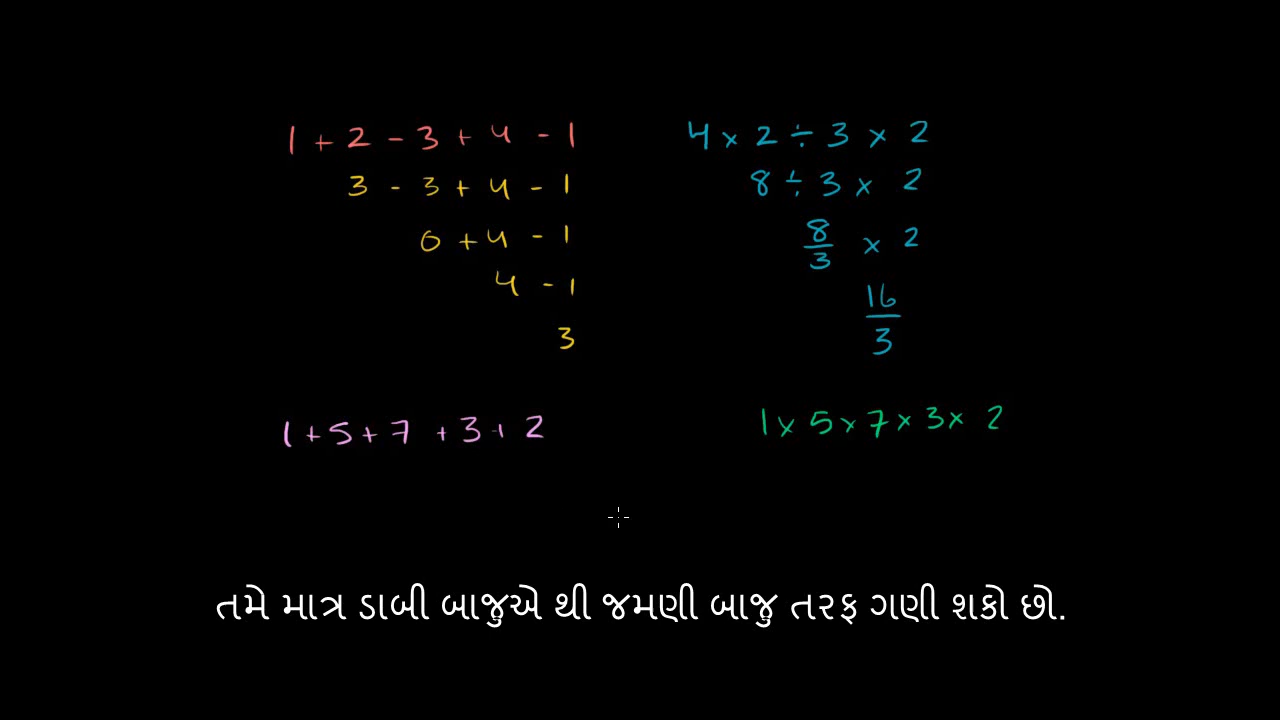 1 + 2 - 3 + 4 - 1
3 - 3 + 4 - 1
0 + 4 - 1
4 - 1
3
4 × 2 ÷ 3 × 2
8 ÷ 3 × 2
8/3 × 2
16/3
1 + 5 + 7 + 3 + 2
1 × 5 × 7 × 3 × 2
તમે માત્ર ડાબી બાજુએ થી જમણી બાજુ તરફ ગણી શકો છો.